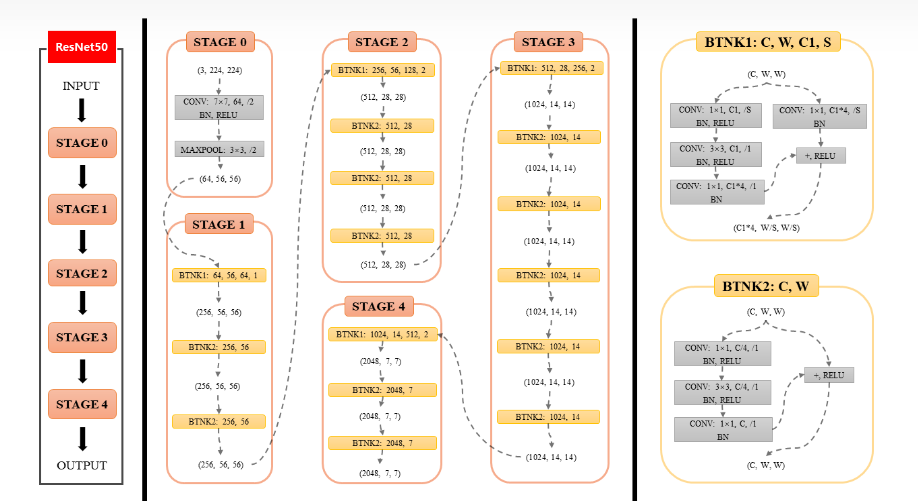 ResNet50
INPUT
STAGE 0
STAGE 1
STAGE 2
STAGE 3
STAGE 4
OUTPUT
STAGE 0
(3, 224, 224)
CONV: 7×7, 64, /2
BN, RELU
MAXPOOL: 3×3, /2
(64, 56, 56)
STAGE 1
BTNK1: 64, 56, 64, 1
(256, 56, 56)
BTNK2: 256, 56
(256, 56, 56)
BTNK2: 256, 56
(256, 56, 56)
STAGE 2
BTNK1: 256, 56, 128, 2
(512, 28, 28)
BTNK2: 512, 28
(512, 28, 28)
BTNK2: 512, 28
(512, 28, 28)
BTNK2: 512, 28
(512, 28, 28)
STAGE 3
BTNK1: 512, 28, 256, 2
(1024, 14, 14)
BTNK2: 1024, 14
(1024, 14, 14)
BTNK2: 1024, 14
(1024, 14, 14)
BTNK2: 1024, 14
(1024, 14, 14)
BTNK2: 1024, 14
(1024, 14, 14)
BTNK2: 1024, 14
(1024, 14, 14)
STAGE 4
BTNK1: 1024, 14, 512, 2
(2048, 7, 7)
BTNK2: 2048, 7
(2048, 7, 7)
BTNK2: 2048, 7
(2048, 7, 7)
BTNK1: C, W, C1, S
(C, W, W)
CONV: 1×1, C1, /S
BN, RELU
CONV: 3×3, C1, /1
BN, RELU
CONV: 1×1, C1*4, /1
BN
CONV: 1×1, C1*4, /S
BN
+, RELU
(C1*4, W/S, W/S)
BTNK2: C, W
(C, W, W)
CONV: 1×1, C/4, /1
BN, RELU
CONV: 3×3, C/4, /1
BN, RELU
CONV: 1×1, C, /1
BN
+, RELU
(C, W, W)